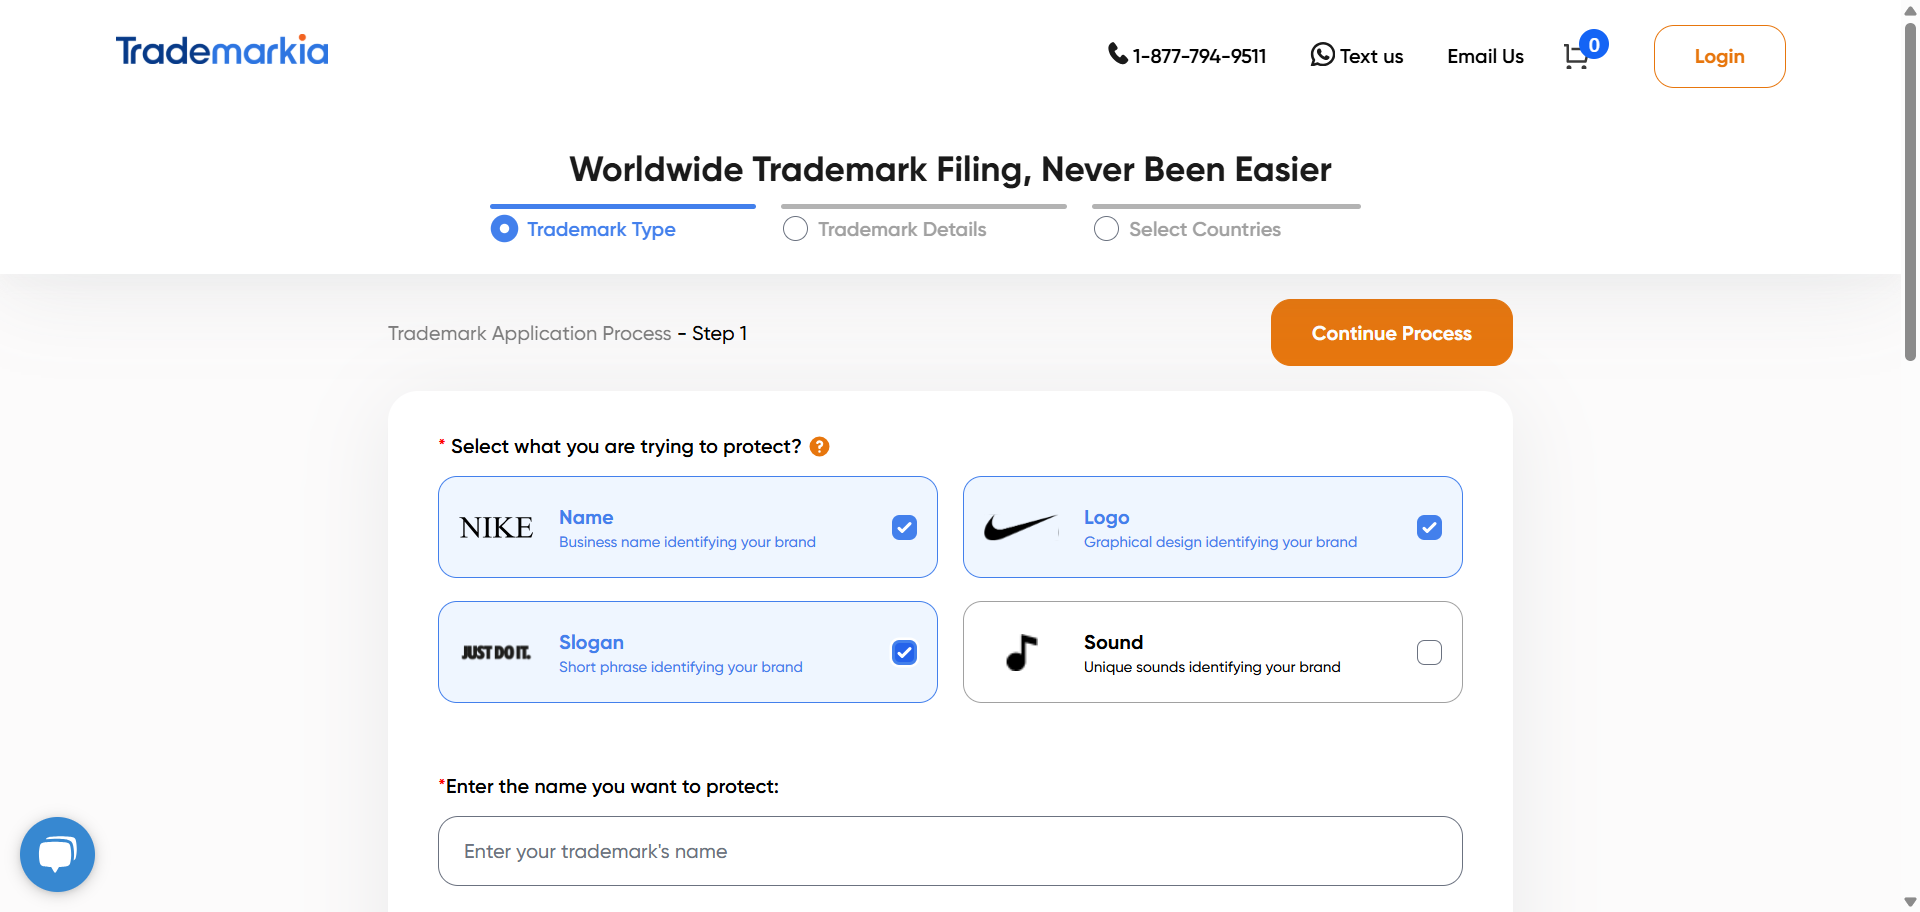 Trademarkia
1-877-794-9511
Text us
Email Us
0
Login
Worldwide Trademark Filing, Never Been Easier
Trademark Type
Trademark Details
Select Countries
Trademark Application Process - Step 1
Continue Process
* Select what you are trying to protect? ?
NIKE
Name
Business name identifying your brand
Logo
Graphical design identifying your brand
JUST DO IT.
Slogan
Short phrase identifying your brand
Sound
Unique sounds identifying your brand
*Enter the name you want to protect:
Enter your trademark's name